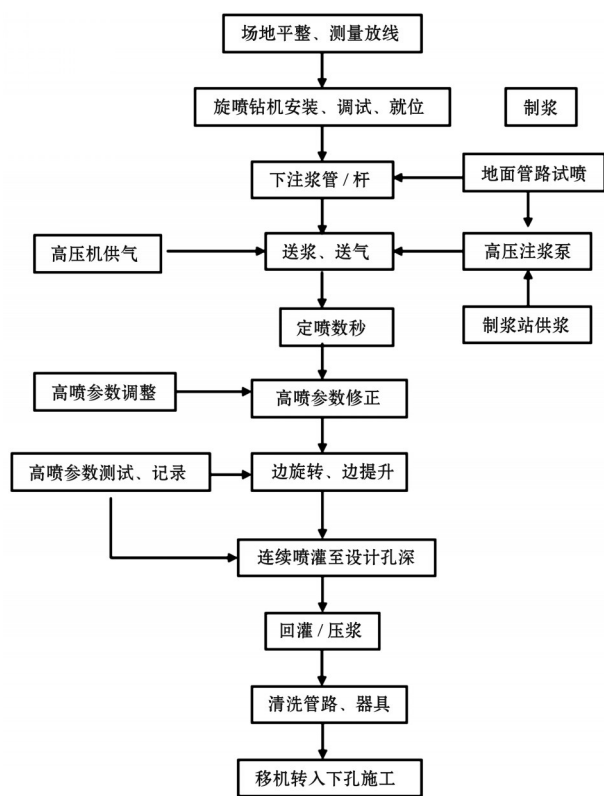 场地平整、测量放线
旋喷钻机安装、调试、就位
制浆
下注浆管/杆
地面管路试喷
高压机供气
送浆、送气
高压注浆泵
定喷数秒
制浆站供浆
高喷参数调整
高喷参数修正
高喷参数测试、记录
边旋转、边提升
连续喷灌至设计孔深
回灌/压浆
清洗管路、器具
移机转入下孔施工